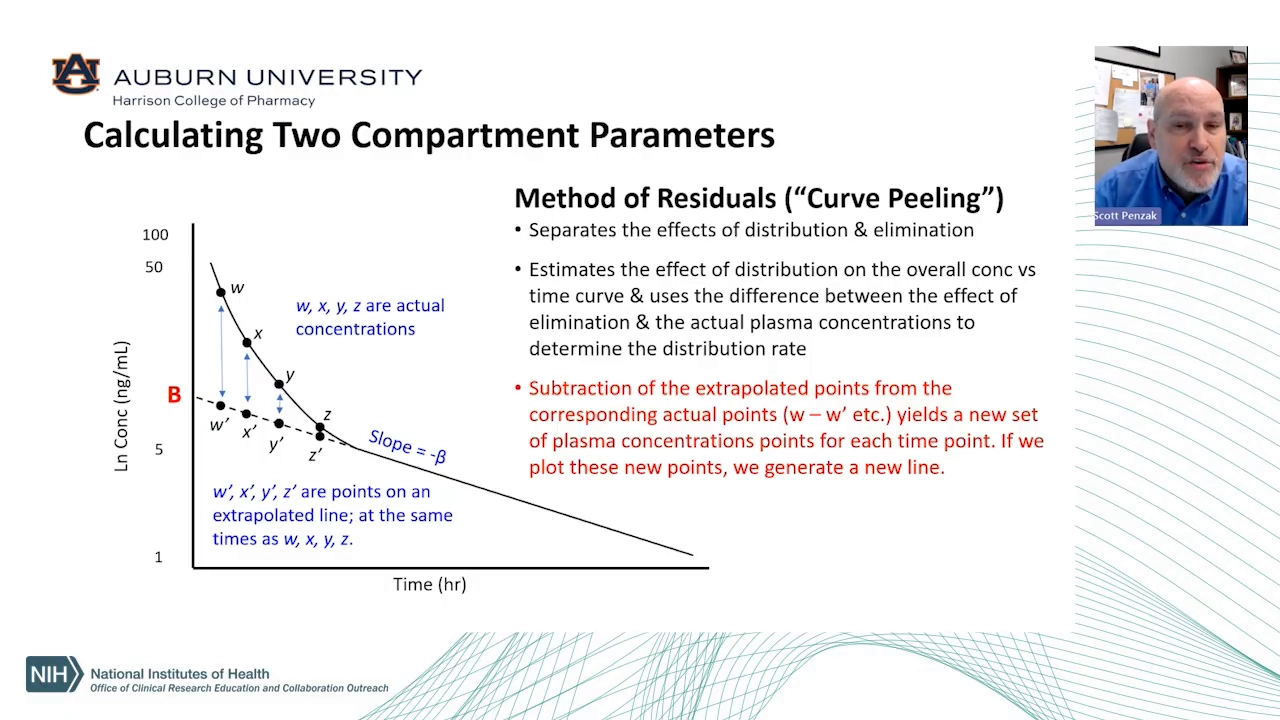 AUBURN UNIVERSITY
Harrison College of Pharmacy
Calculating Two Compartment Parameters
Scott Penzak
Method of Residuals (“Curve Peeling”)
• Separates the effects of distribution & elimination
• Estimates the effect of distribution on the overall conc vs
time curve & uses the difference between the effect of
elimination & the actual plasma concentrations to
determine the distribution rate
• Subtraction of the extrapolated points from the
corresponding actual points (w – w’ etc.) yields a new set
of plasma concentrations points for each time point. If we
plot these new points, we generate a new line.
100
50
5
1
Ln Conc (ng/mL)
B
w
x
y
z
w’
x’
y’
z’
w, x, y, z are actual
concentrations
Slope = -β
w’, x’, y’, z’ are points on an
extrapolated line; at the same
times as w, x, y, z.
Time (hr)
NIH
National Institutes of Health
Office of Clinical Research Education and Collaboration Outreach